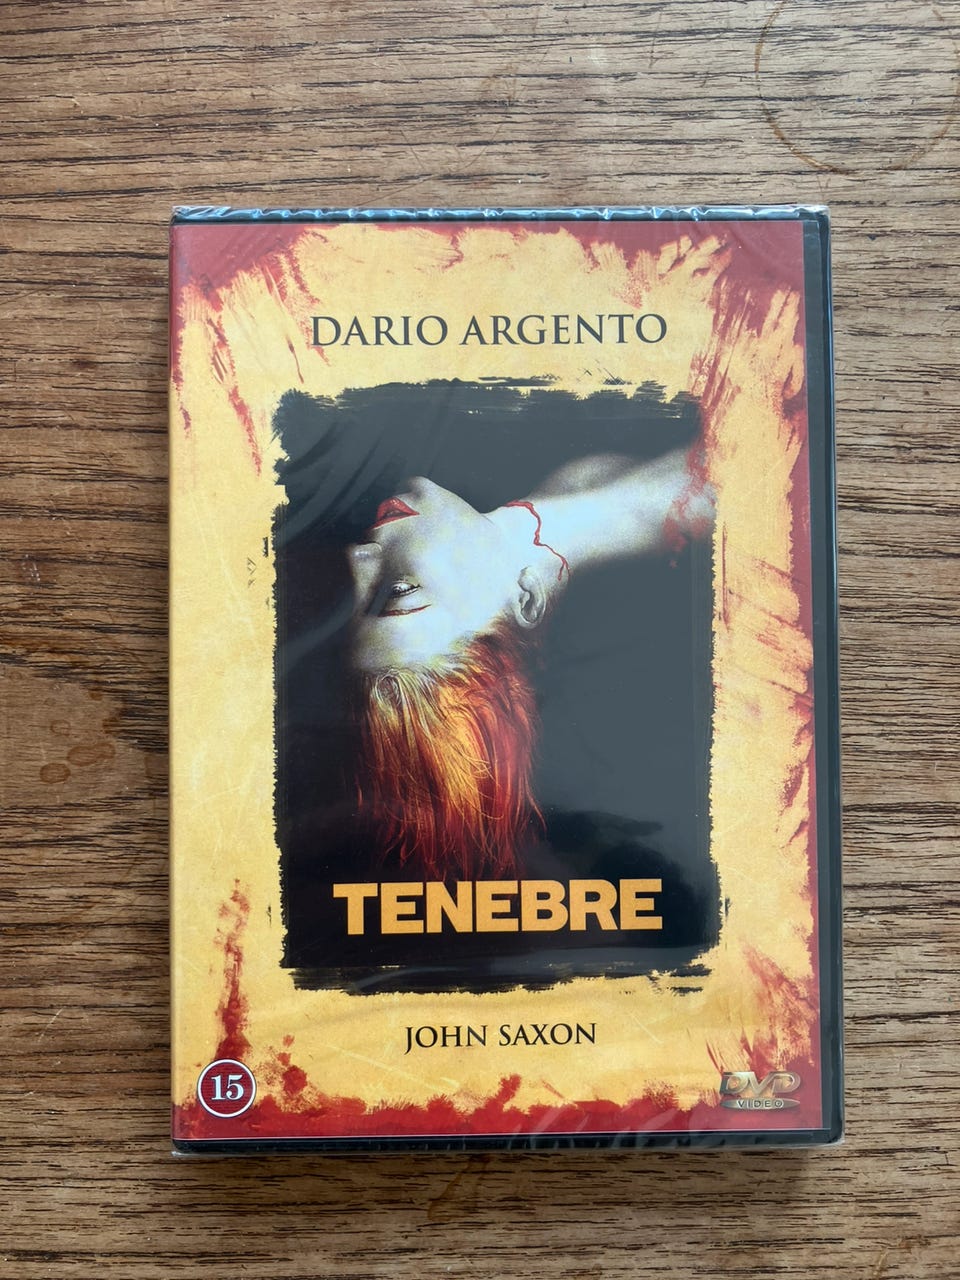 DARIO ARGENTO
TENEBRE
JOHN SAXON
15
DVD
VIDEO